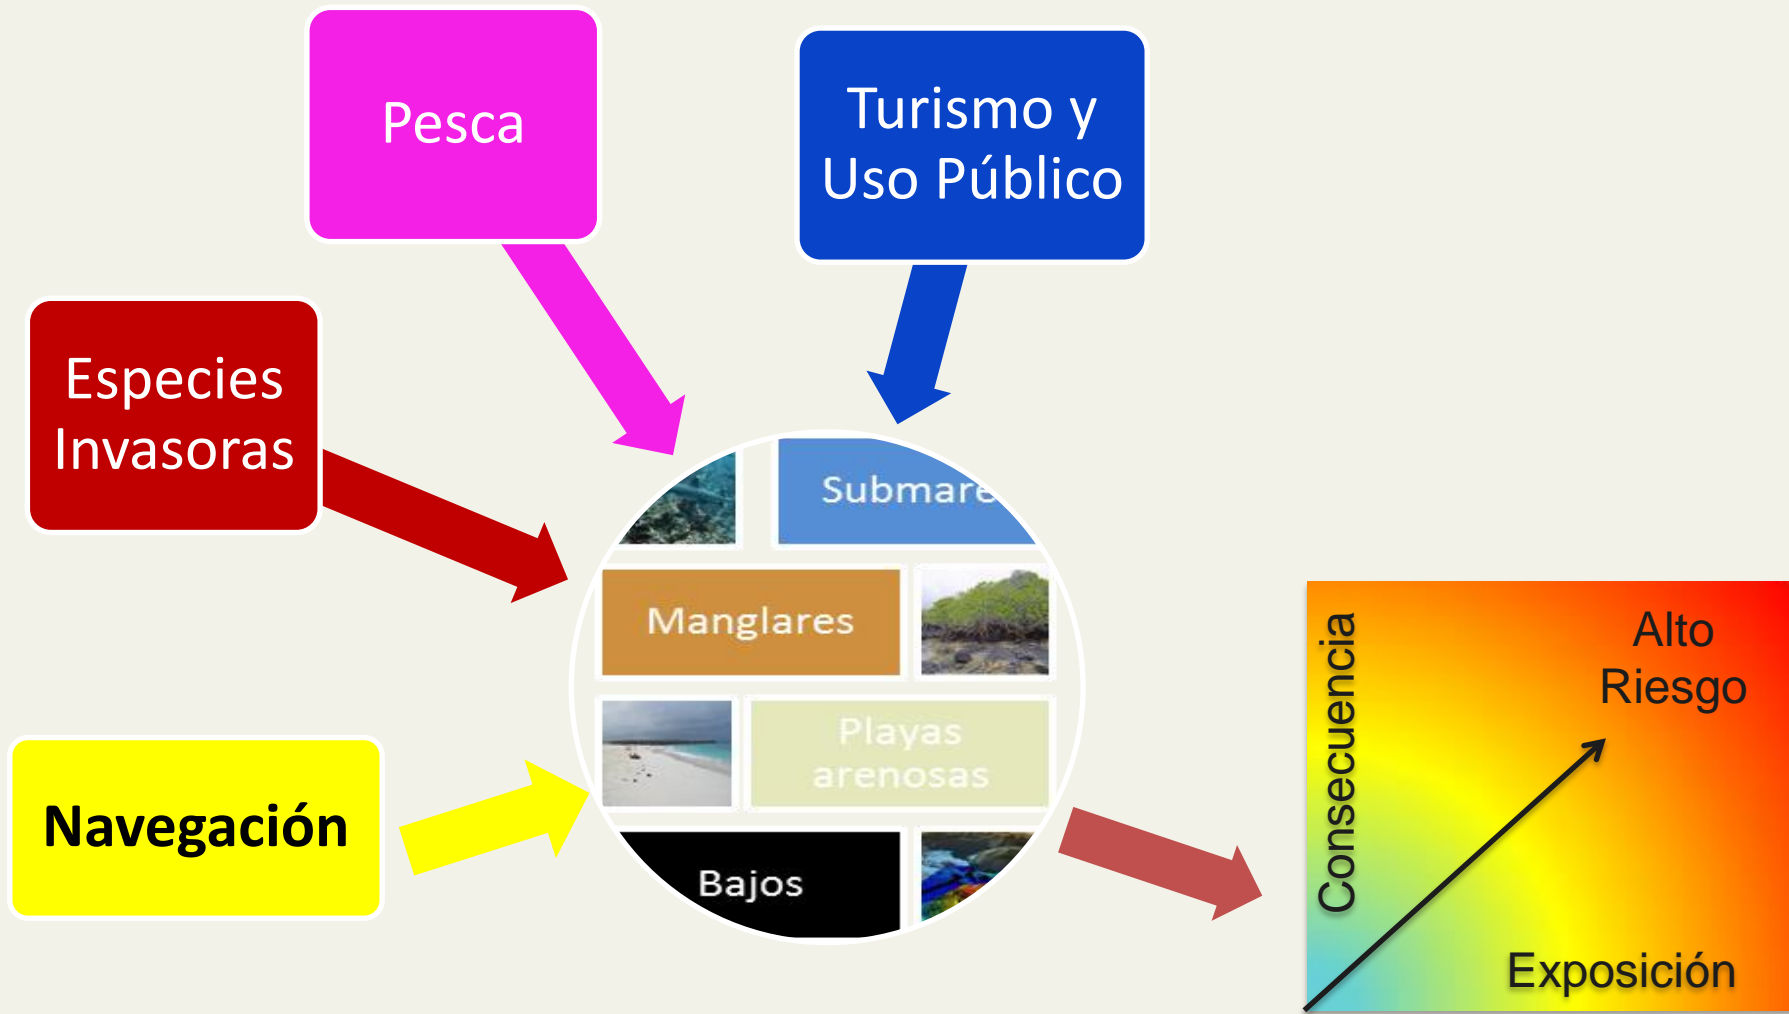 Pesca
Turismo y
Uso Público
Especies
Invasoras
Navegación
Submare
Manglares
Playas
arenosas
Bajos
Consecuencia
Alto
Riesgo
Exposición